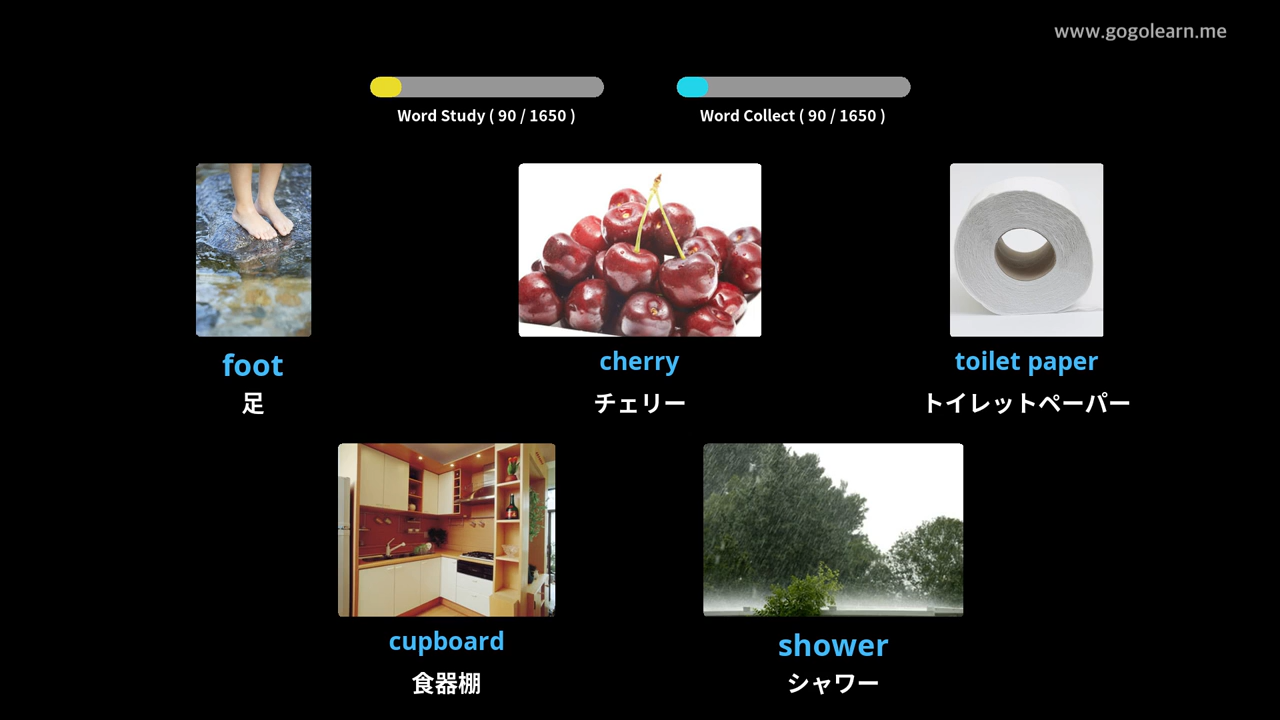 www.gogolearn.me
Word Study ( 90 / 1650 )
Word Collect ( 90 / 1650 )
foot
足
cherry
チェリー
toilet paper
トイレットペーパー
cupboard
食器棚
shower
シャワー